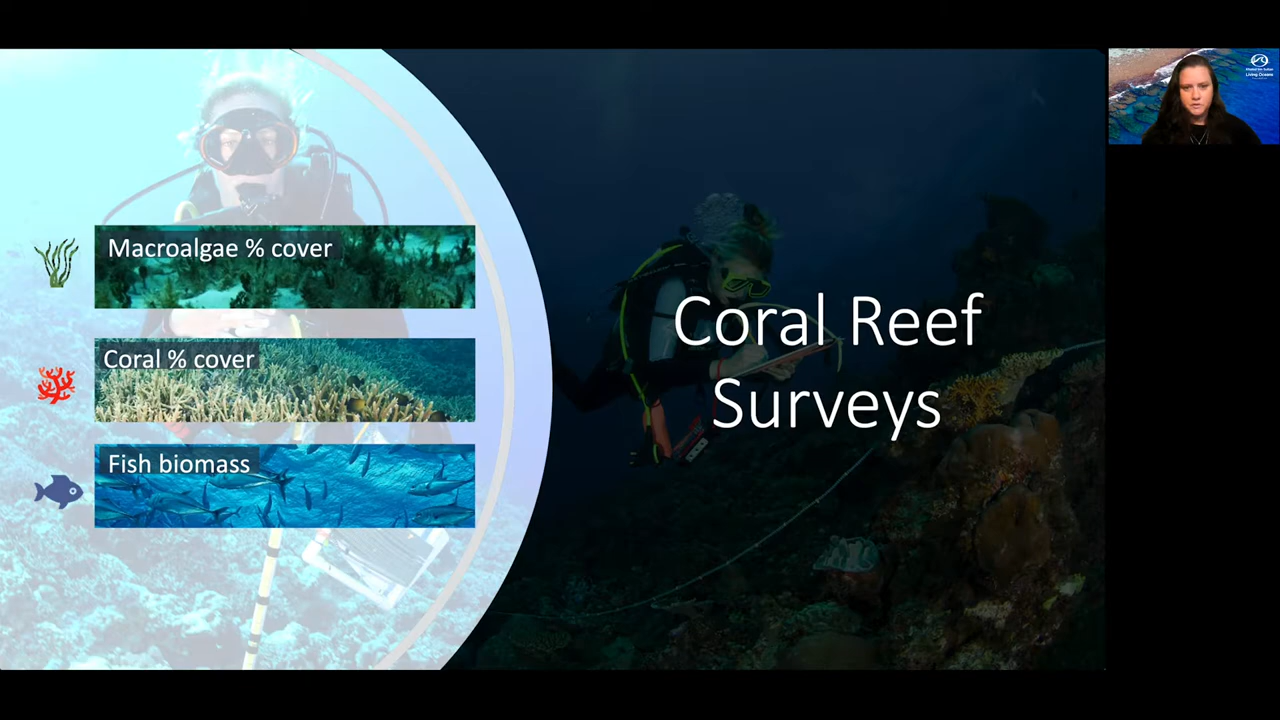 Macroalgae % cover
Coral % cover
Fish biomass
Coral Reef
Surveys
Living Oceans